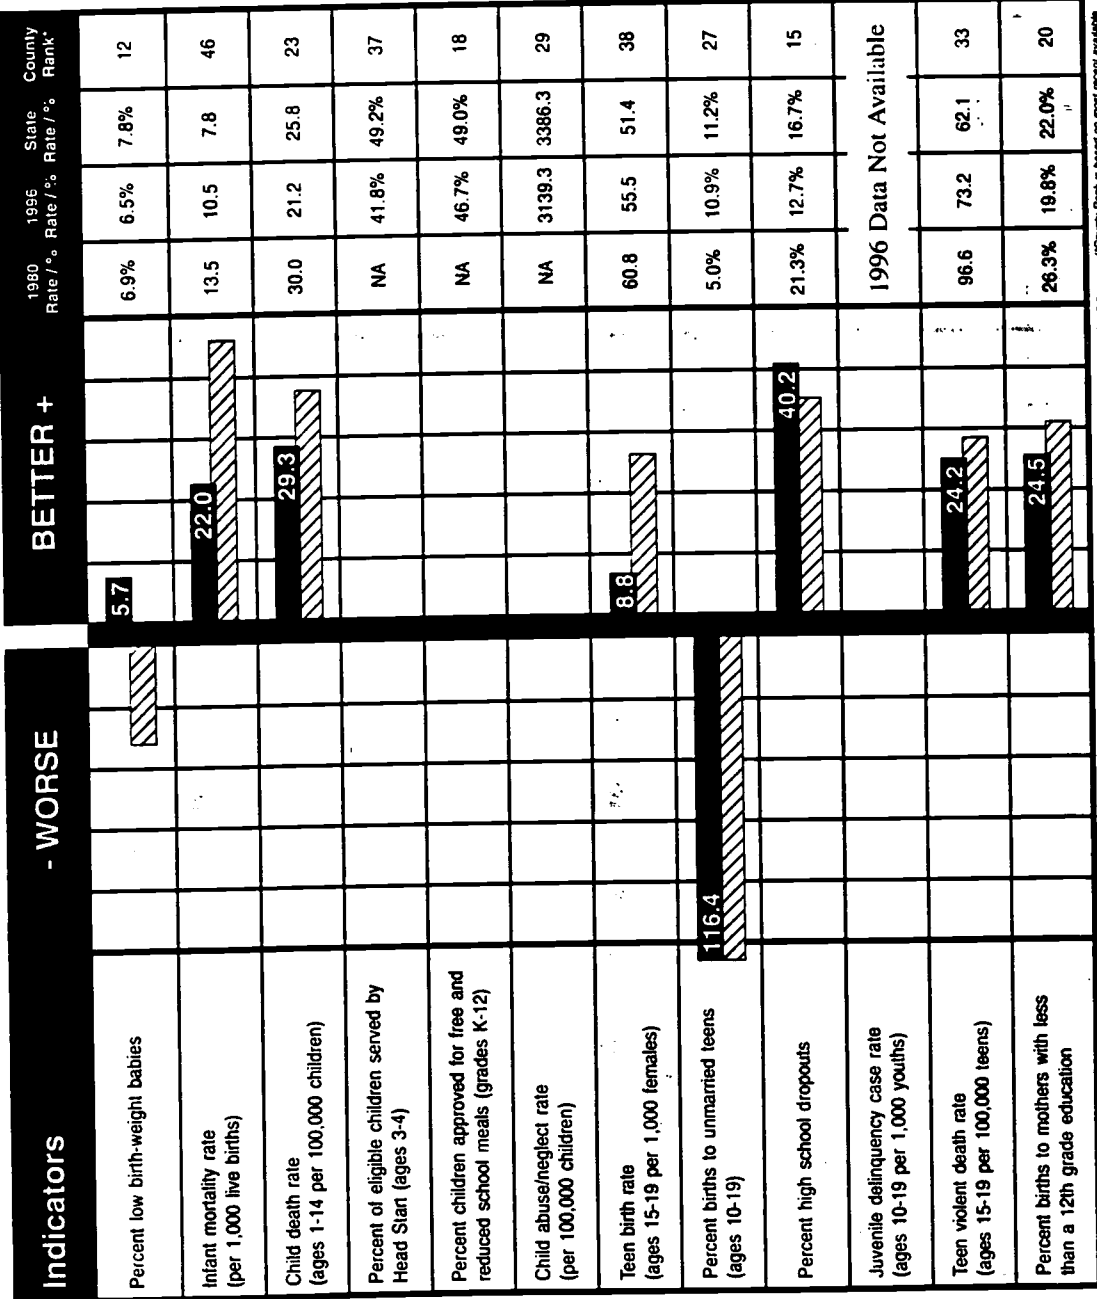 Indicators - WORSE BETTER + 1980 1996 State County
Rate / % Rate / % Rate / % Rank*
Percent low birth-weight babies 5.7 6.9% 6.5% 7.8% 12
Infant mortality rate
(per 1,000 live births) 22.0 13.5 10.5 7.8 46
Child death rate
(ages 1-14 per 100,000 children) 29.3 30.0 21.2 25.8 23
Percent of eligible children served by
Head Start (ages 3-4) NA 41.8% 49.2% 37
Percent children approved for free and
reduced school meals (grades K-12) NA 46.7% 49.0% 18
Child abuse/neglect rate
(per 100,000 children) NA 3139.3 3386.3 29
Teen birth rate
(ages 15-19 per 1,000 females) 8.8 60.8 55.5 51.4 38
Percent births to unmarried teens
(ages 10-19) 116.4 5.0% 10.9% 11.2% 27
Percent high school dropouts 40.2 21.3% 12.7% 16.7% 15
Juvenile delinquency case rate
(ages 10-19 per 1,000 youths) 1996 Data Not Available
Teen violent death rate
(ages 15-19 per 100,000 teens) 24.2 96.6 73.2 62.1 33
Percent births to mothers with less
than a 12th grade education 24.5 26.3% 19.8% 22.0% 20